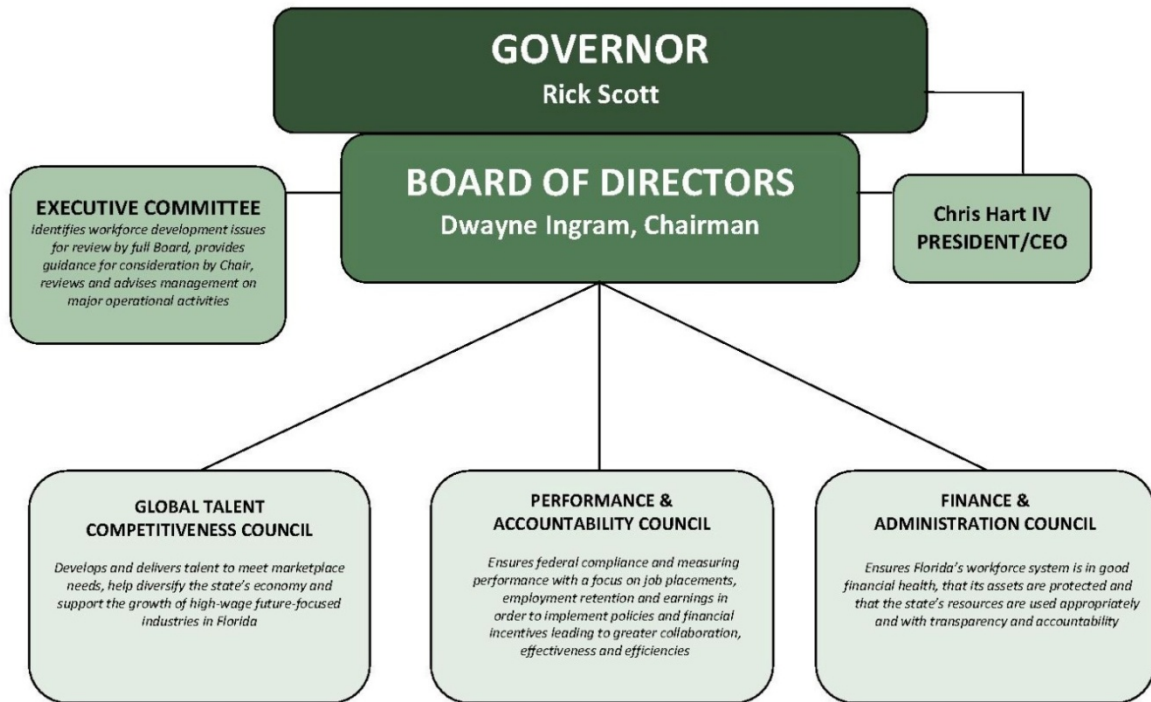 GOVERNOR
Rick Scott
BOARD OF DIRECTORS
Dwayne Ingram, Chairman
EXECUTIVE COMMITTEE
Identifies workforce development issues
for review by full Board, provides
guidance for consideration by Chair,
reviews and advises management on
major operational activities
Chris Hart IV
PRESIDENT/CEO
GLOBAL TALENT
COMPETITIVENESS COUNCIL
Develops and delivers talent to meet marketplace
needs, help diversify the state's economy and
support the growth of high-wage future-focused
industries in Florida
PERFORMANCE &
ACCOUNTABILITY COUNCIL
Ensures federal compliance and measuring
performance with a focus on job placements,
employment retention and earnings in
order to implement policies and financial
incentives leading to greater collaboration,
effectiveness and efficiencies
FINANCE &
ADMINISTRATION COUNCIL
Ensures Florida's workforce system is in good
financial health, that its assets are protected and
that the state's resources are used appropriately
and with transparency and accountability